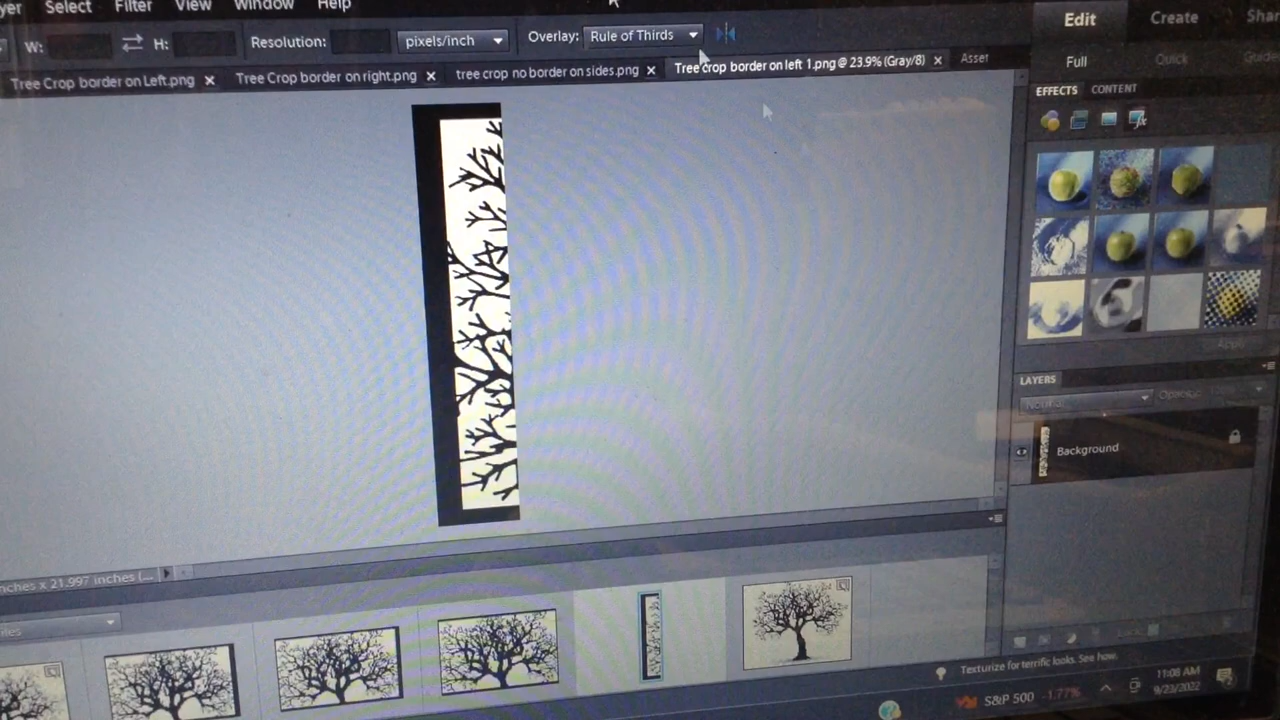 Select Filter View Window Help
W: H: Resolution: pixels/inch Overlay: Rule of Thirds
Edit Create
Tree Crop border on Left.png × Tree Crop border on right.png × tree crop no border on sides.png × Tree crop border on left 1.png @ 23.9% (Gray/8) × Asset
Full Quick
EFFECTS CONTENT
LAYERS
Normal
Background
x 21.997 inches (...
Texturize for terrific looks. See how.
S&P 500 -1.77%
11:08 AM
9/23/2022